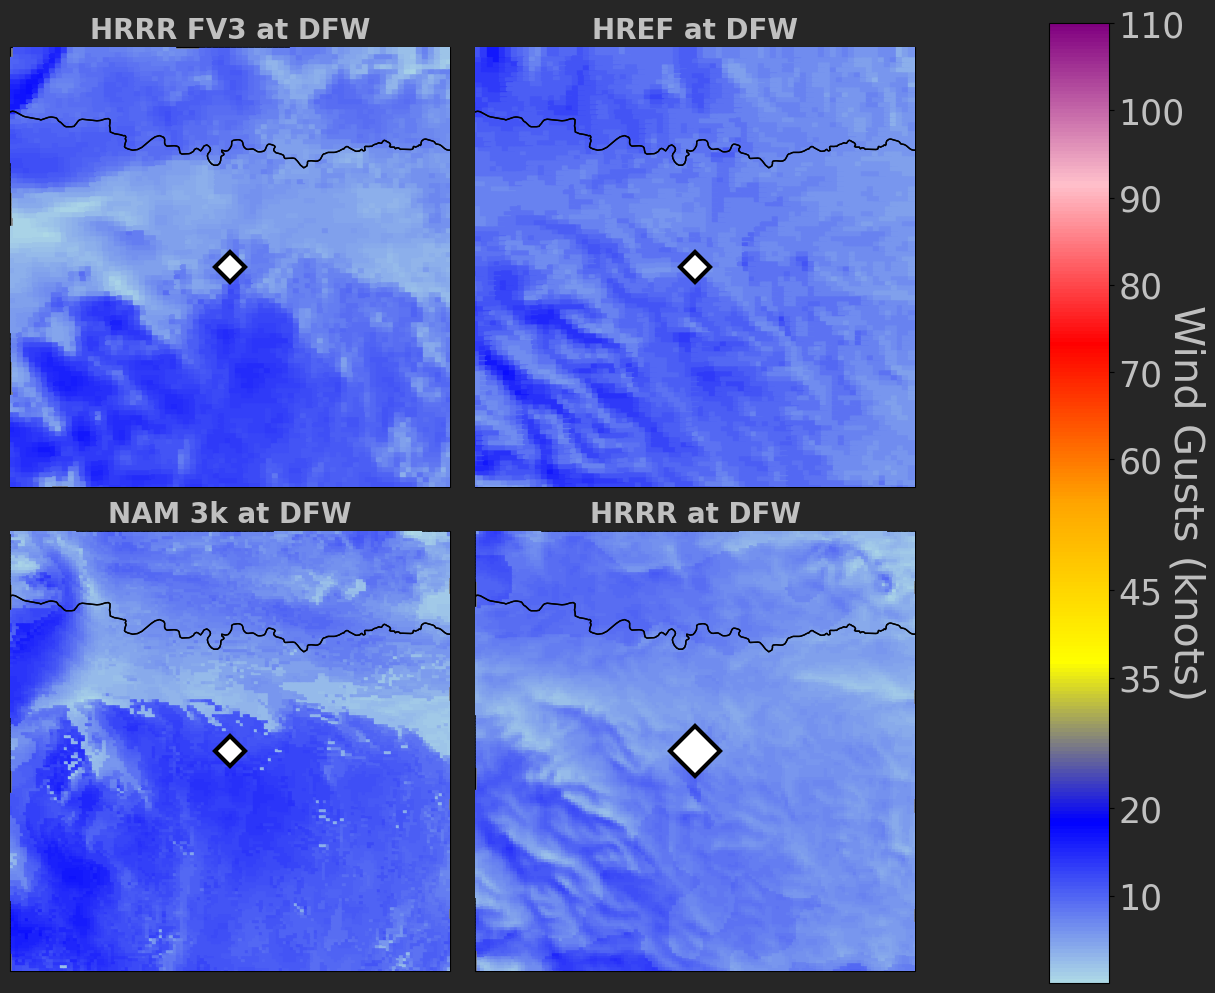 HRRR FV3 at DFW
HREF at DFW
NAM 3k at DFW
HRRR at DFW
110
100
90
80
70
60
45
35
20
10
Wind Gusts (knots)